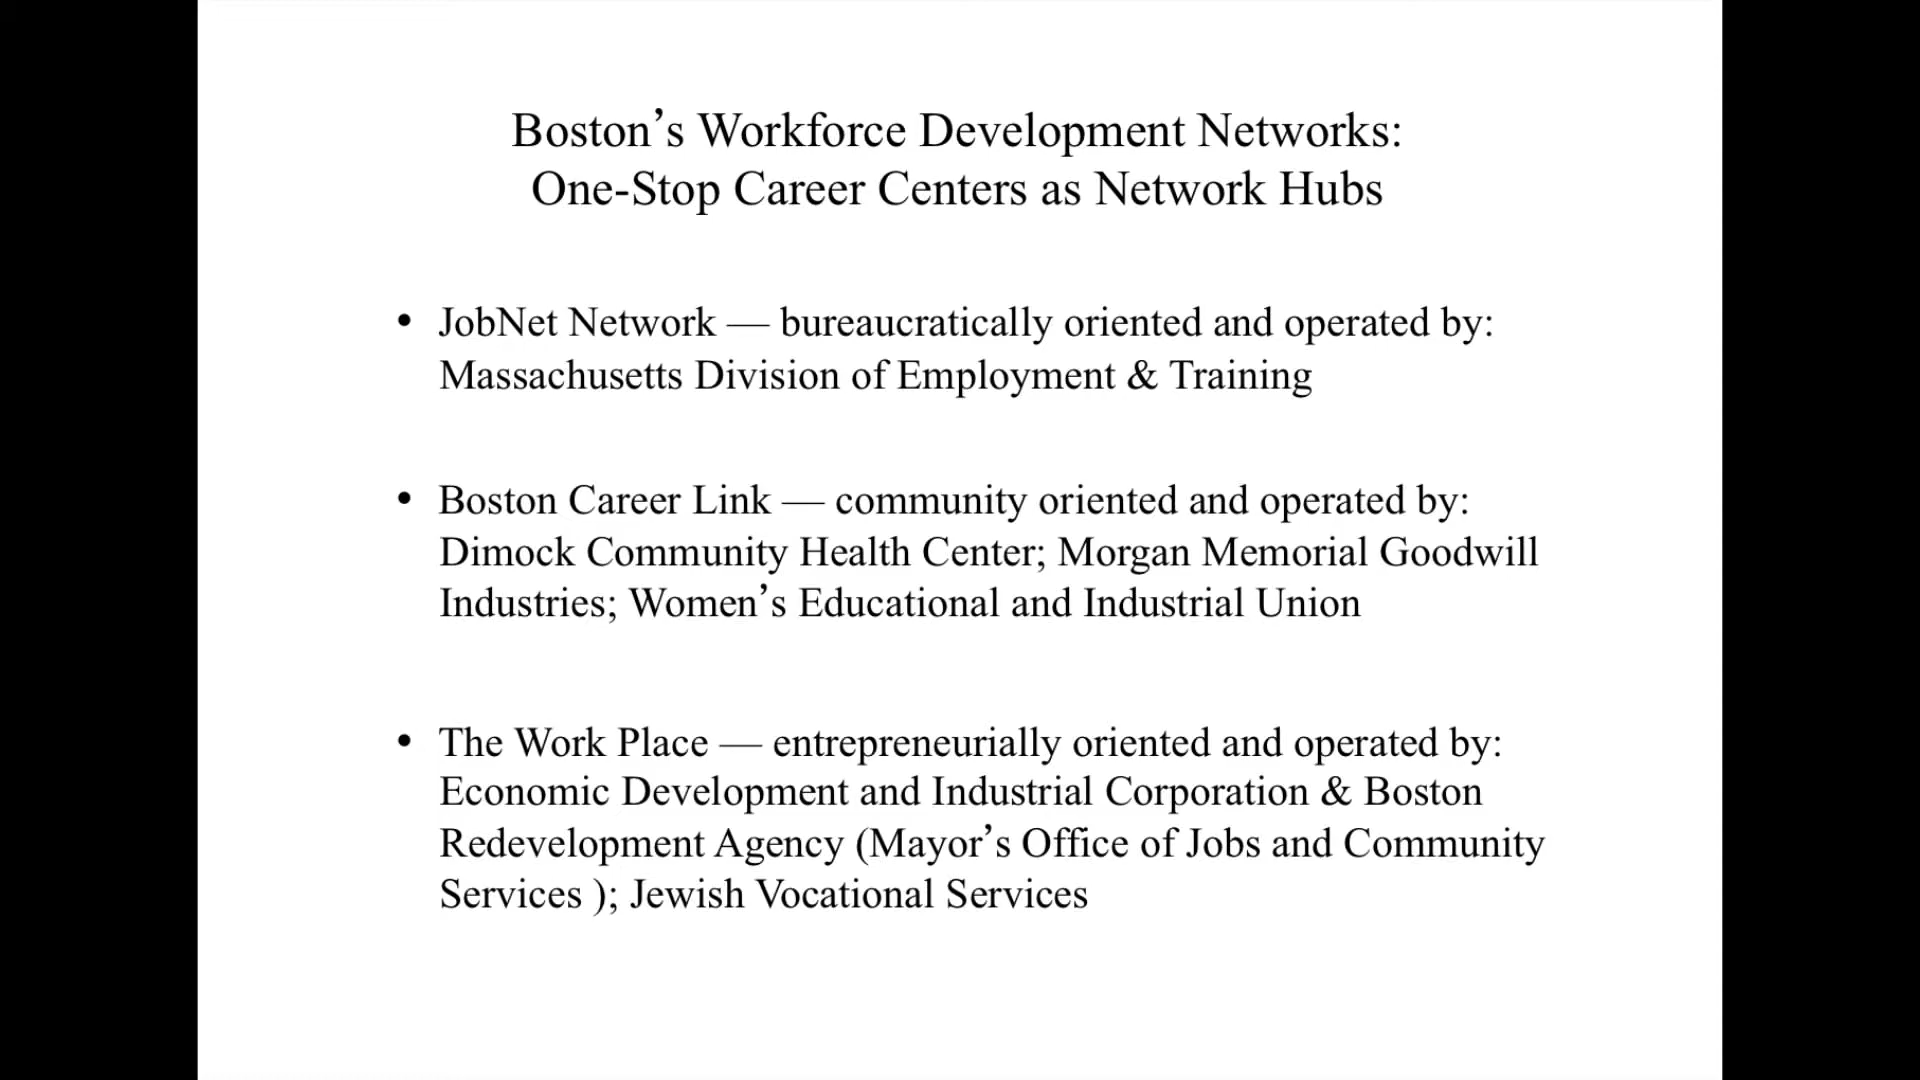 Boston’s Workforce Development Networks:
One-Stop Career Centers as Network Hubs
• JobNet Network — bureaucratically oriented and operated by:
Massachusetts Division of Employment & Training
• Boston Career Link — community oriented and operated by:
Dimock Community Health Center; Morgan Memorial Goodwill
Industries; Women’s Educational and Industrial Union
• The Work Place — entrepreneurially oriented and operated by:
Economic Development and Industrial Corporation & Boston
Redevelopment Agency (Mayor’s Office of Jobs and Community
Services ); Jewish Vocational Services